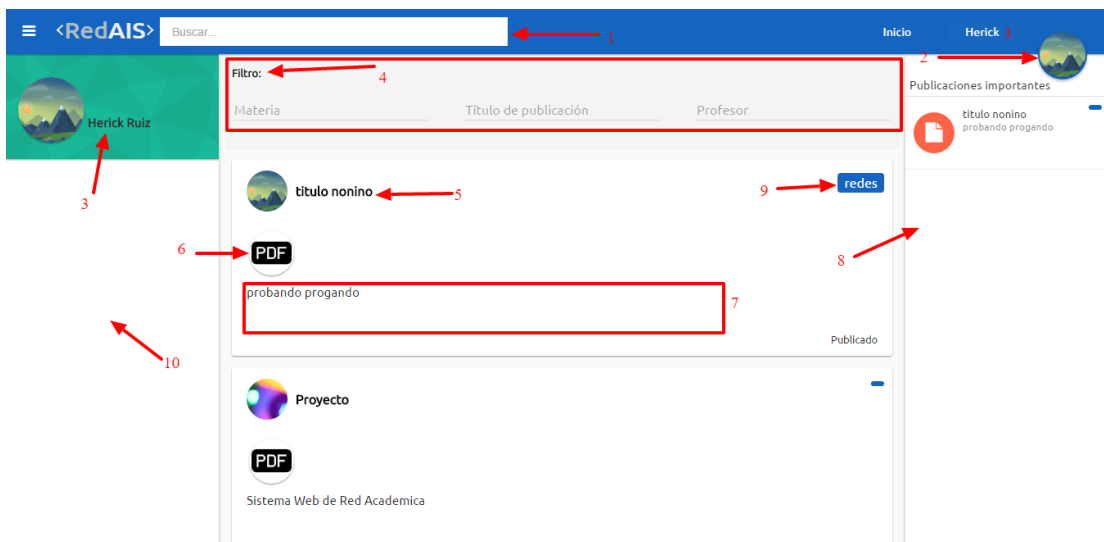 <RedAIS> Buscar... 1 Inicio Herick 3
2
Publicaciones importantes
titulo nonino
probando progando
Herick Ruiz
3
Filtro: 4
Materia Título de publicación Profesor
titulo nonino 5 9 redes
6 PDF
8
probando progando
7
Publicado
10
Proyecto
PDF
Sistema Web de Red Academica